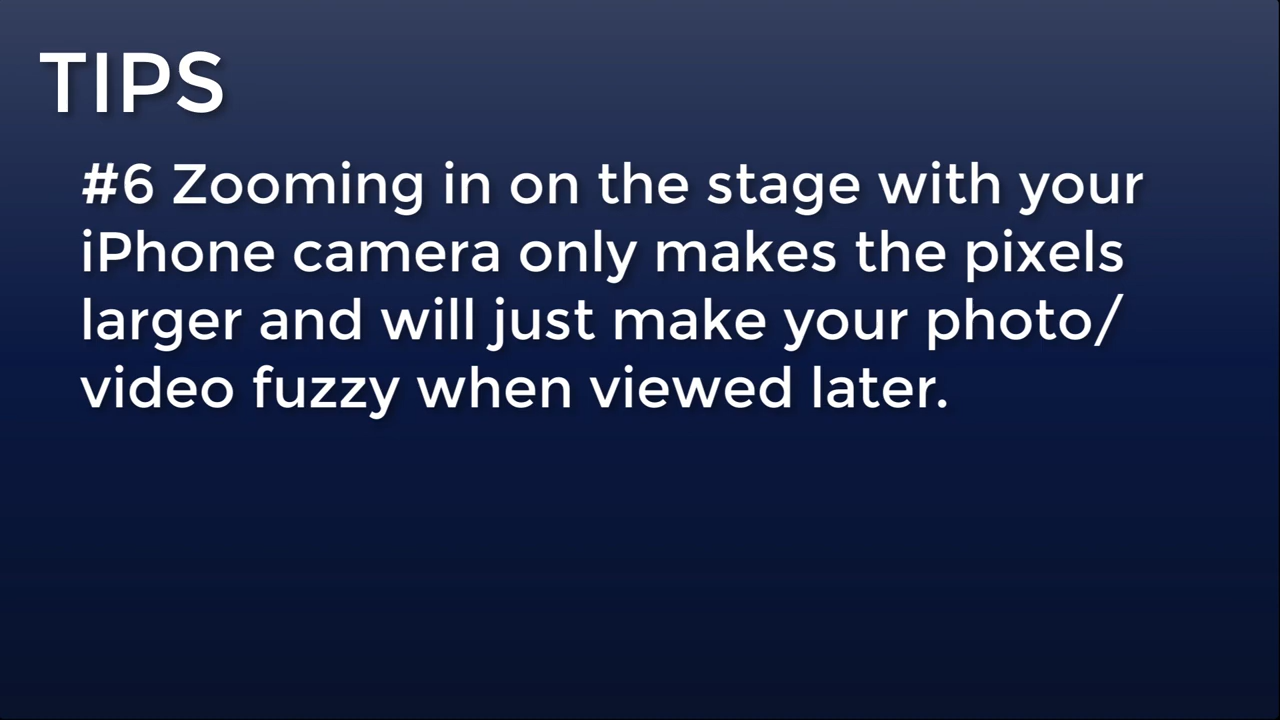 TIPS
#6 Zooming in on the stage with your
iPhone camera only makes the pixels
larger and will just make your photo/
video fuzzy when viewed later.